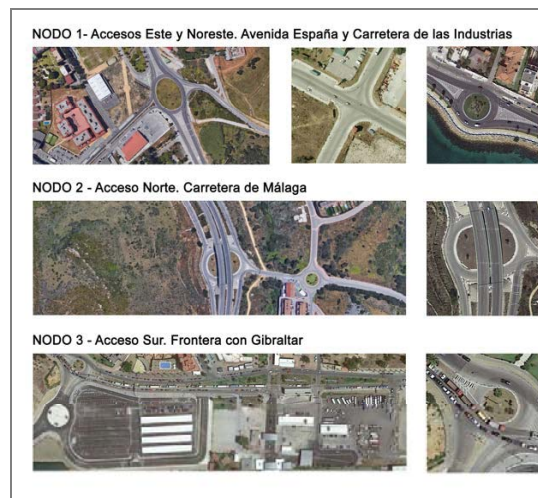 NODO 1- Accesos Este y Noreste. Avenida España y Carretera de las Industrias
NODO 2 - Acceso Norte. Carretera de Málaga
NODO 3 - Acceso Sur. Frontera con Gibraltar